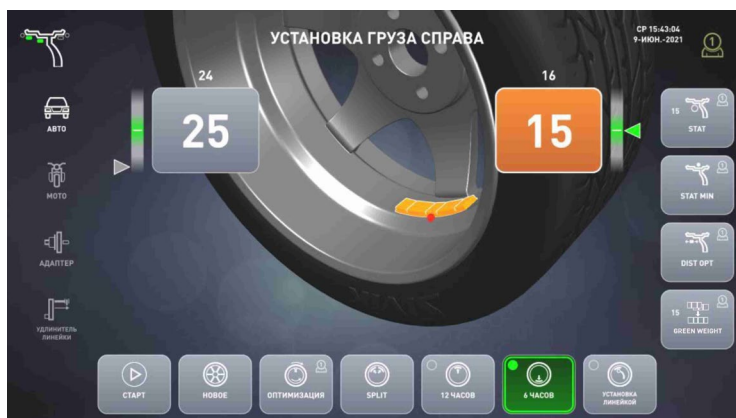 УСТАНОВКА ГРУЗА СПРАВА
СР 15:43:04
9-ИЮН.-2021
1
24
16
25
15
АВТО
МОТО
АДАПТЕР
УДЛИНИТЕЛЬ
ЛИНЕЙКИ
15
STAT
STAT MIN
DIST OPT
15
GREEN WEIGHT
SIVIK
СТАРТ
НОВОЕ
ОПТИМИЗАЦИЯ
SPLIT
12 ЧАСОВ
6 ЧАСОВ
УСТАНОВКА
ЛИНЕЙКОЙ